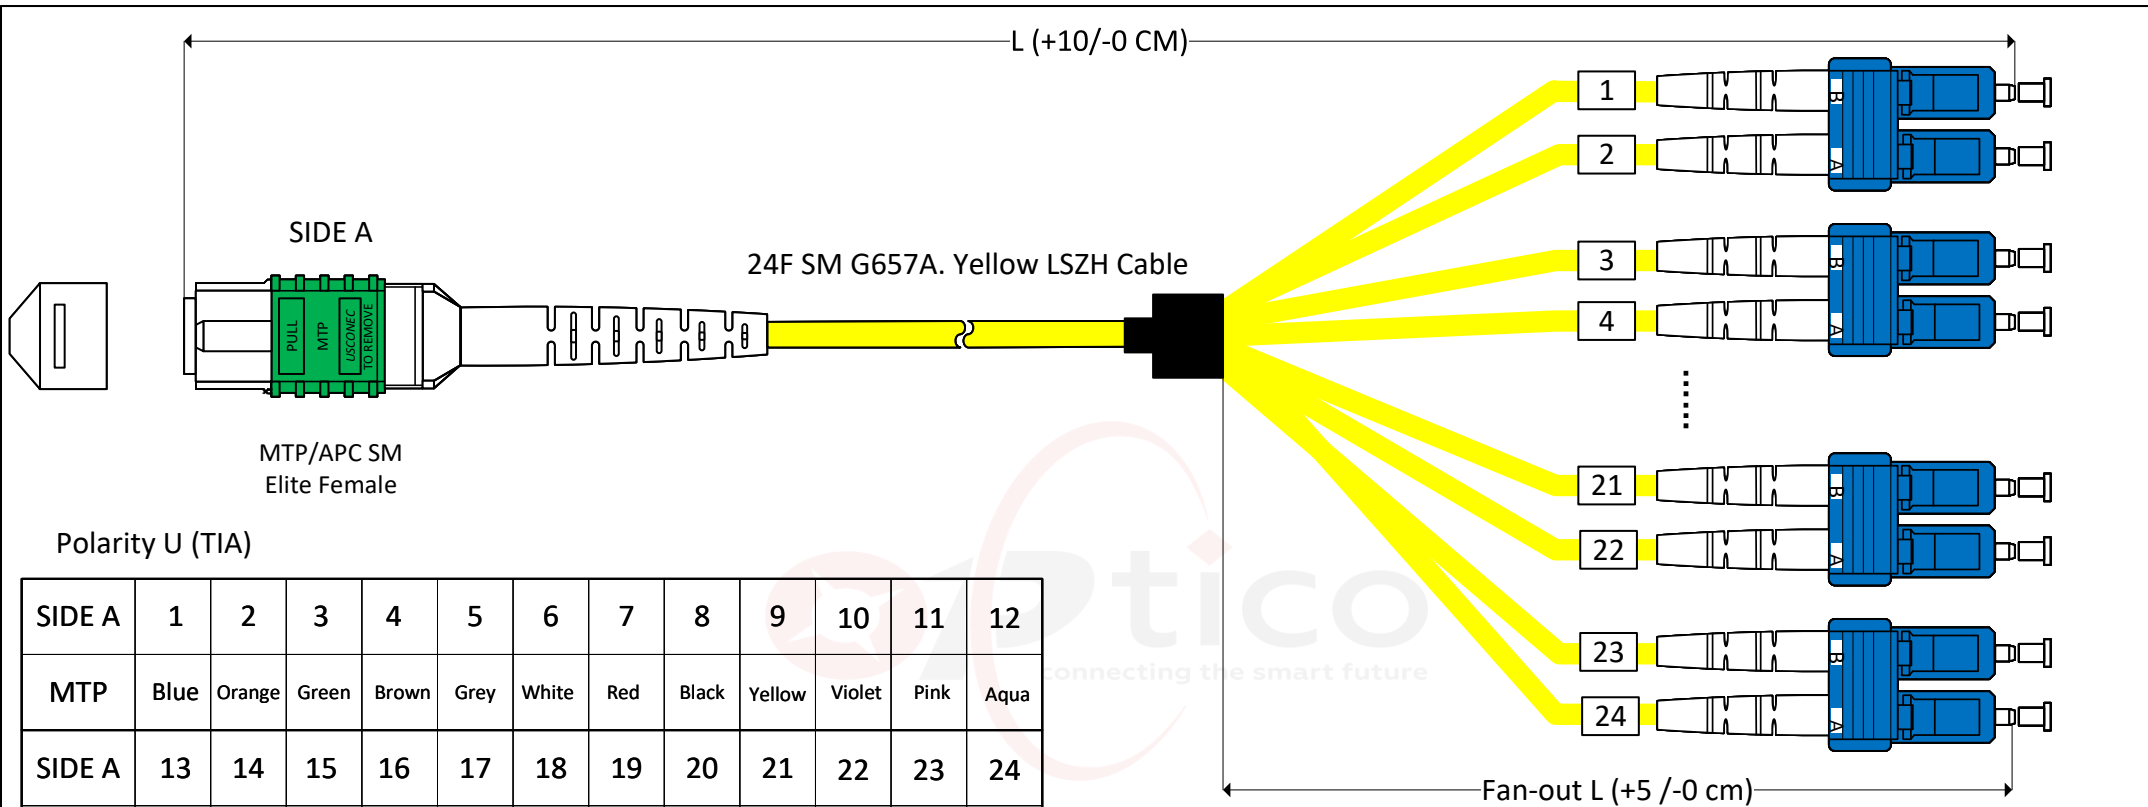 L (+10/-0 CM)
1
B
2
A
SIDE A
24F SM G657A. Yellow LSZH Cable
3
B
4
A
PULL
MTP
USCONEC
TO REMOVE
MTP/APC SM
Elite Female
21
B
22
A
Polarity U (TIA)
Optico
connecting the smart future
SIDE A 1 2 3 4 5 6 7 8 9 10 11 12
MTP Blue Orange Green Brown Grey White Red Black Yellow Violet Pink Aqua
SIDE A 13 14 15 16 17 18 19 20 21 22 23 24
23
B
24
A
Fan-out L (+5 /-0 cm)